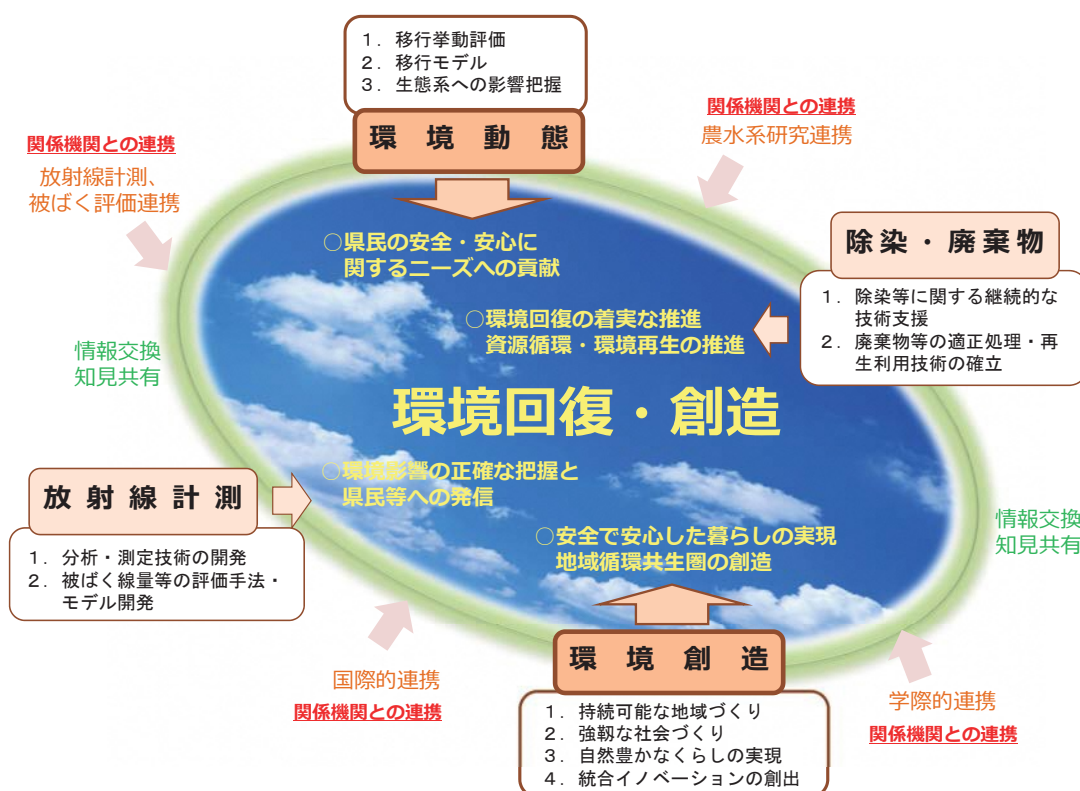 1．移行挙動評価
2．移行モデル
3．生態系への影響把握
環境動態
関係機関との連携
放射線計測、
被ばく評価連携
関係機関との連携
農水系研究連携
○県民の安全・安心に
関するニーズへの貢献
除染・廃棄物
1．除染等に関する継続的な
技術支援
2．廃棄物等の適正処理・再
生利用技術の確立
○環境回復の着実な推進
資源循環・環境再生の推進
情報交換
知見共有
環境回復・創造
○環境影響の正確な把握と
県民等への発信
放射線計測
1．分析・測定技術の開発
2．被ばく線量等の評価手法・
モデル開発
○安全で安心した暮らしの実現
地域循環共生圏の創造
情報交換
知見共有
環境創造
1．持続可能な地域づくり
2．強靱な社会づくり
3．自然豊かなくらしの実現
4．統合イノベーションの創出
国際的連携
関係機関との連携
学際的連携
関係機関との連携